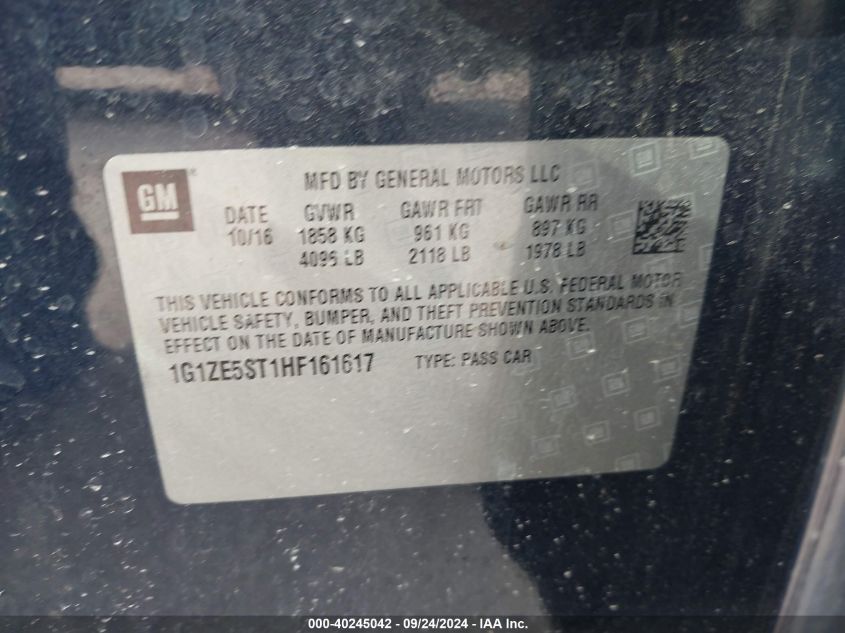 GM
MFD BY GENERAL MOTORS LLC
DATE GVWR GAWR FRT GAWR RR
10/16 1858 KG 961 KG 897 KG
4096 LB 2118 LB 1978 LB
THIS VEHICLE CONFORMS TO ALL APPLICABLE U.S. FEDERAL MOTOR
VEHICLE SAFETY, BUMPER, AND THEFT PREVENTION STANDARDS IN
EFFECT ON THE DATE OF MANUFACTURE SHOWN ABOVE.
1G1ZE5ST1HF161617 TYPE: PASS CAR
000-40245042 - 09/24/2024 - IAA Inc.